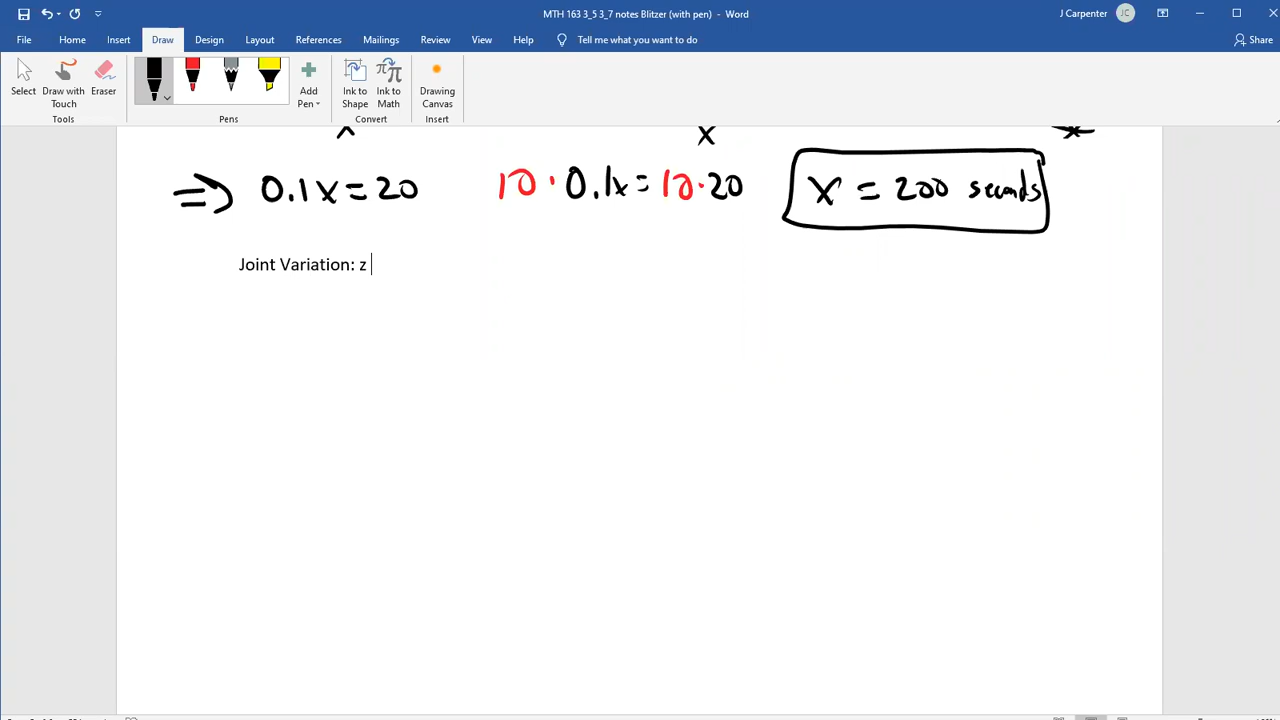 MTH 163 3_5 3_7 notes Blitzer (with pen) - Word
J Carpenter JC
File Home Insert Draw Design Layout References Mailings Review View Help Tell me what you want to do Share
Select Draw with Touch Eraser Add Pen Ink to Shape Ink to Math Drawing Canvas
Tools Pens Convert Insert
x x x
⇒ 0.1x = 20 10 · 0.1x = 10 · 20 x = 200 seconds
Joint Variation: z